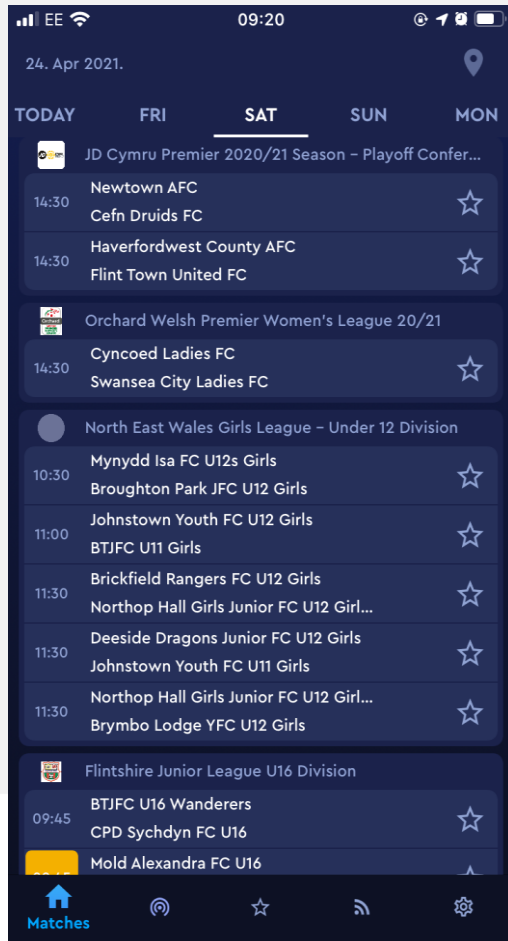 EE 09:20
24. Apr 2021.
TODAY FRI SAT SUN MON
JD Cymru Premier 2020/21 Season – Playoff Confer...
14:30
Newtown AFC
Cefn Druids FC
14:30
Haverfordwest County AFC
Flint Town United FC
Orchard Welsh Premier Women's League 20/21
14:30
Cyncoed Ladies FC
Swansea City Ladies FC
North East Wales Girls League – Under 12 Division
10:30
Mynydd Isa FC U12s Girls
Broughton Park JFC U12 Girls
11:00
Johnstown Youth FC U12 Girls
BTJFC U11 Girls
11:30
Brickfield Rangers FC U12 Girls
Northop Hall Girls Junior FC U12 Girl...
11:30
Deeside Dragons Junior FC U12 Girls
Johnstown Youth FC U11 Girls
11:30
Northop Hall Girls Junior FC U12 Girl...
Brymbo Lodge YFC U12 Girls
Flintshire Junior League U16 Division
09:45
BTJFC U16 Wanderers
CPD Sychdyn FC U16
Mold Alexandra FC U16
Matches